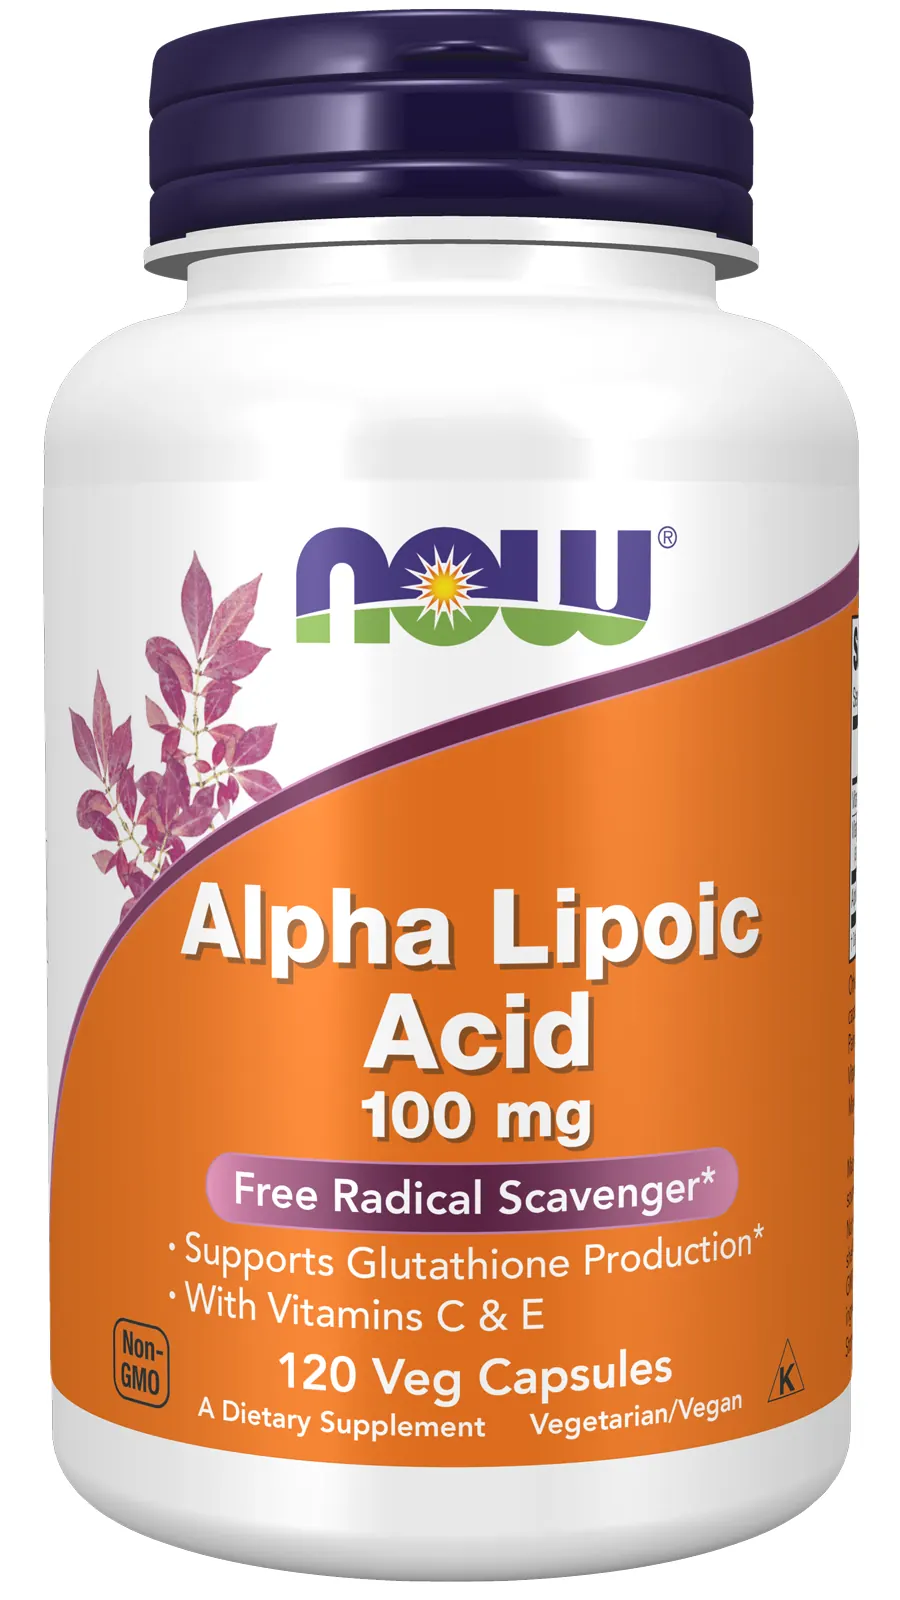 NOW®
Alpha Lipoic
Acid
100 mg
Free Radical Scavenger*
• Supports Glutathione Production*
• With Vitamins C & E
120 Veg Capsules
A Dietary Supplement
Vegetarian/Vegan
Non-
GMO
K